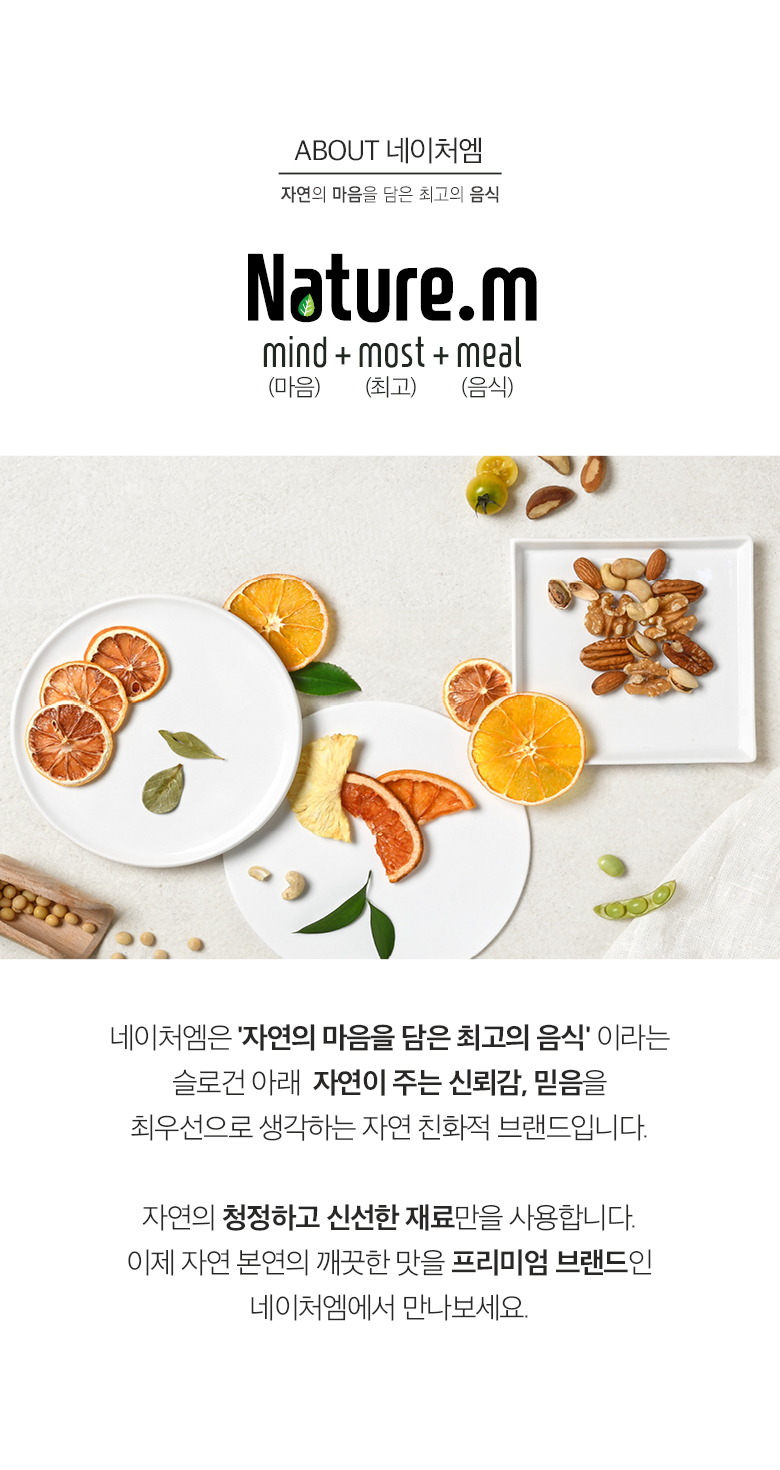 ABOUT 네이처엠
자연의 마음을 담은 최고의 음식
Nature.m
mind + most + meal
(마음) (최고) (음식)
네이처엠은 '자연의 마음을 담은 최고의 음식' 이라는
슬로건 아래 자연이 주는 신뢰감, 믿음을
최우선으로 생각하는 자연 친화적 브랜드입니다.
자연의 청정하고 신선한 재료만을 사용합니다.
이제 자연 본연의 깨끗한 맛을 프리미엄 브랜드인
네이처엠에서 만나보세요.